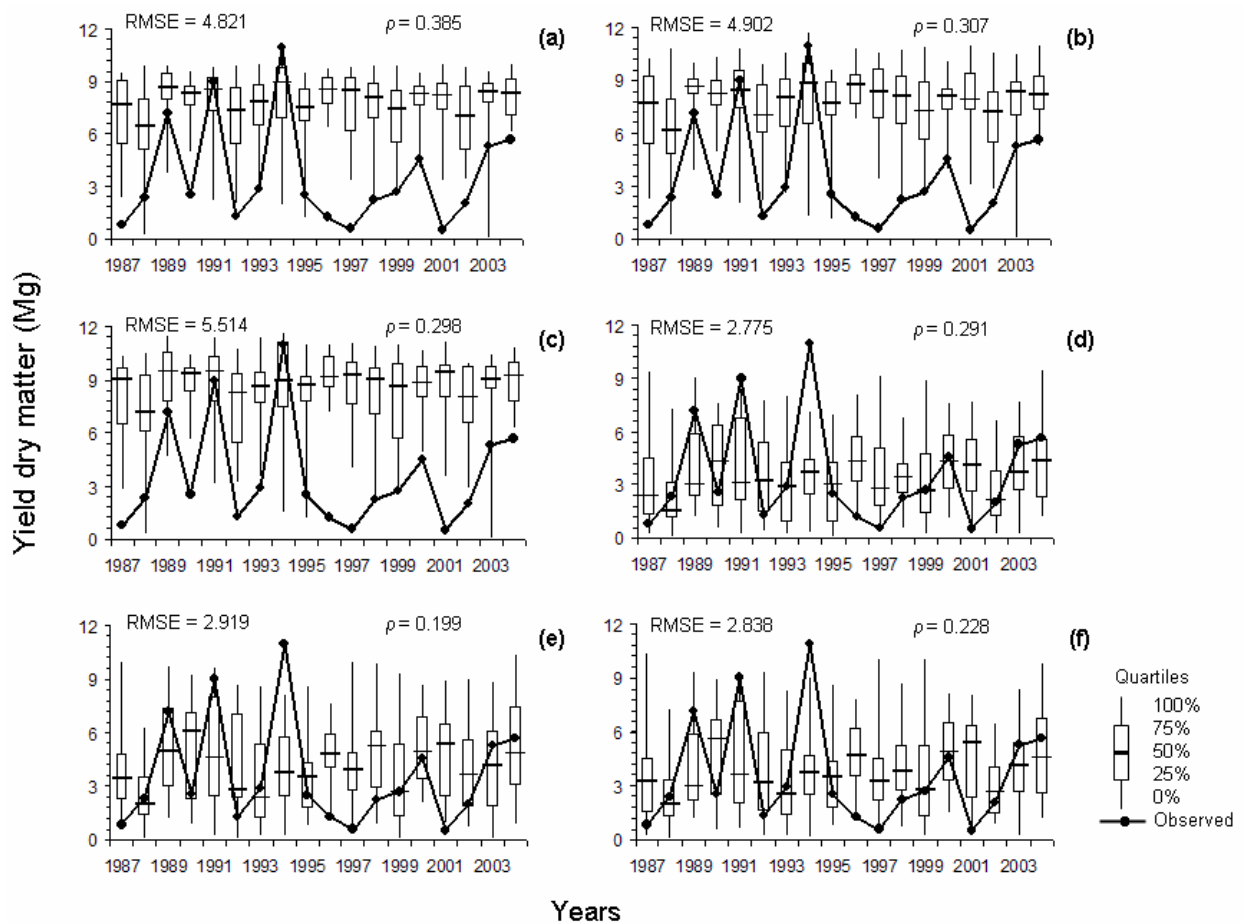 Yield dry matter (Mg)
RMSE = 4.821 ρ = 0.385 (a)
12
9
6
3
0
1987 1989 1991 1993 1995 1997 1999 2001 2003
RMSE = 4.902 ρ = 0.307 (b)
12
9
6
3
0
1987 1989 1991 1993 1995 1997 1999 2001 2003
RMSE = 5.514 ρ = 0.298 (c)
12
9
6
3
0
1987 1989 1991 1993 1995 1997 1999 2001 2003
RMSE = 2.775 ρ = 0.291 (d)
12
9
6
3
0
1987 1989 1991 1993 1995 1997 1999 2001 2003
RMSE = 2.919 ρ = 0.199 (e)
12
9
6
3
0
1987 1989 1991 1993 1995 1997 1999 2001 2003
RMSE = 2.838 ρ = 0.228 (f)
12
9
6
3
0
1987 1989 1991 1993 1995 1997 1999 2001 2003
Quartiles
100%
75%
50%
25%
0%
Observed
Years